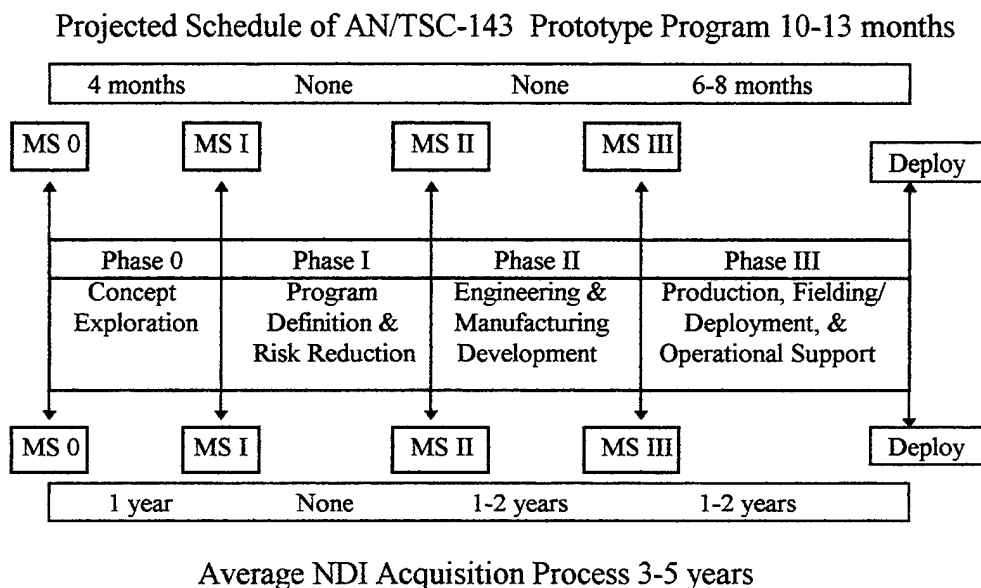 Projected Schedule of AN/TSC-143 Prototype Program 10-13 months
4 months None None 6-8 months
MS 0 MS I MS II MS III
Deploy
Phase 0 Phase I Phase II Phase III
Concept Program Engineering & Production, Fielding/
Exploration Definition & Manufacturing Deployment, &
Risk Reduction Development Operational Support
MS 0 MS I MS II MS III Deploy
1 year None 1-2 years 1-2 years
Average NDI Acquisition Process 3-5 years